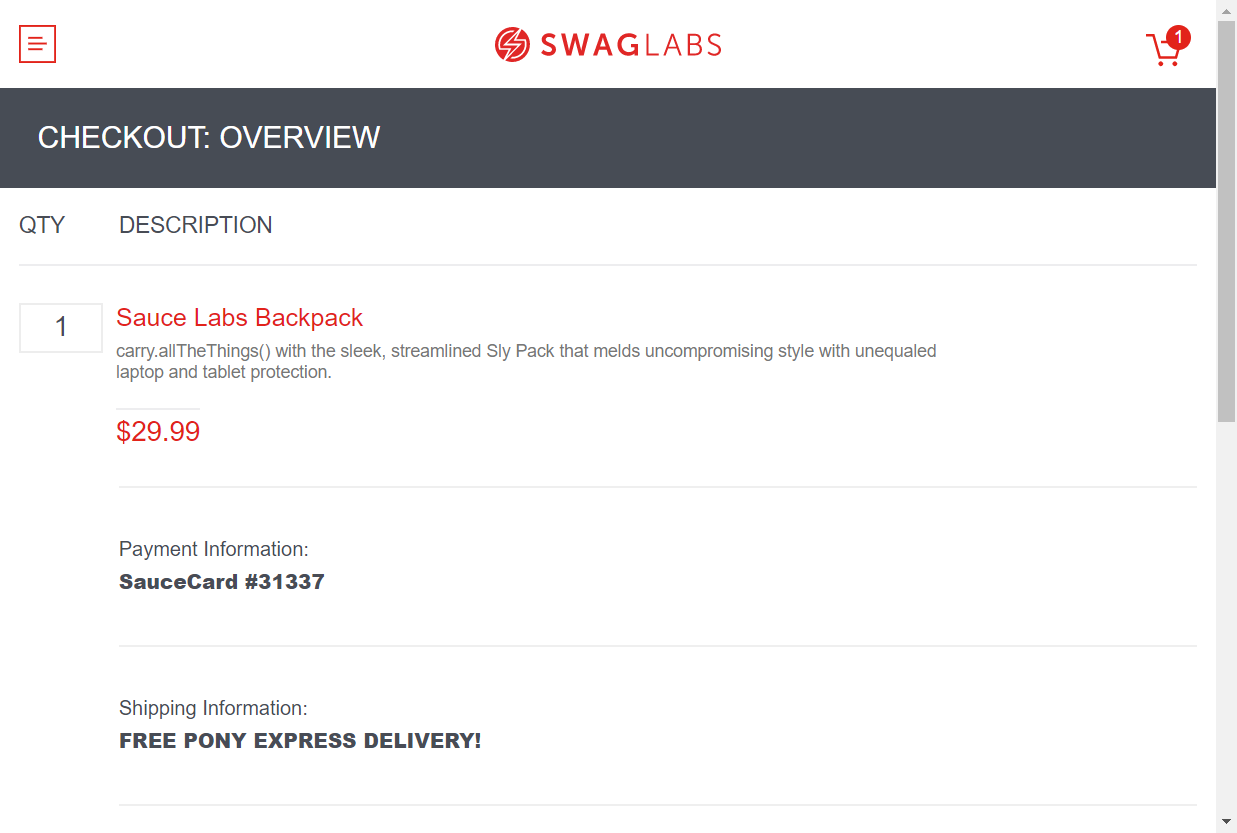 SWAGLABS
1
CHECKOUT: OVERVIEW
QTY DESCRIPTION
1
Sauce Labs Backpack
carry.allTheThings() with the sleek, streamlined Sly Pack that melds uncompromising style with unequaled
laptop and tablet protection.
$29.99
Payment Information:
SauceCard #31337
Shipping Information:
FREE PONY EXPRESS DELIVERY!